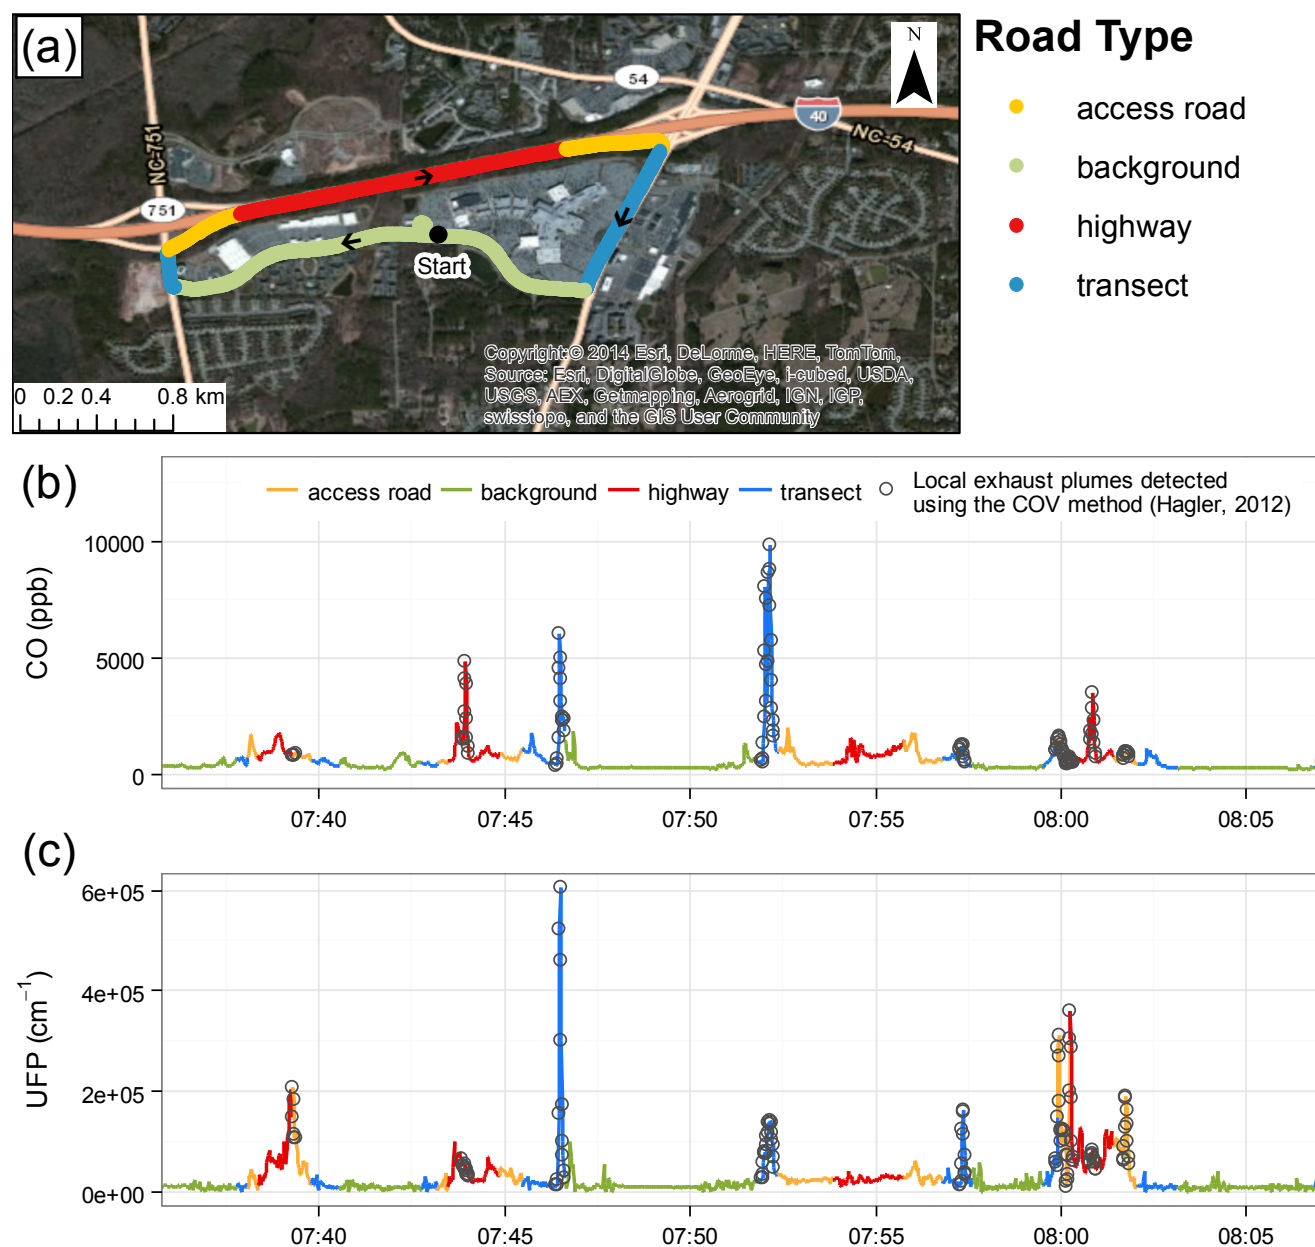 (a)
N
Road Type
54
40
NC-54
NC-751
751
Start
access road
background
highway
transect
Copyright:© 2014 Esri, DeLorme, HERE, TomTom,
Source: Esri, DigitalGlobe, GeoEye, i-cubed, USDA,
USGS, AEX, Getmapping, Aerogrid, IGN, IGP,
swisstopo, and the GIS User Community
0 0.2 0.4 0.8 km
(b)
access road background highway transect
Local exhaust plumes detected
using the COV method (Hagler, 2012)
CO (ppb)
10000
5000
0
07:40 07:45 07:50 07:55 08:00 08:05
(c)
UFP (cm⁻¹)
6e+05
4e+05
2e+05
0e+00
07:40 07:45 07:50 07:55 08:00 08:05